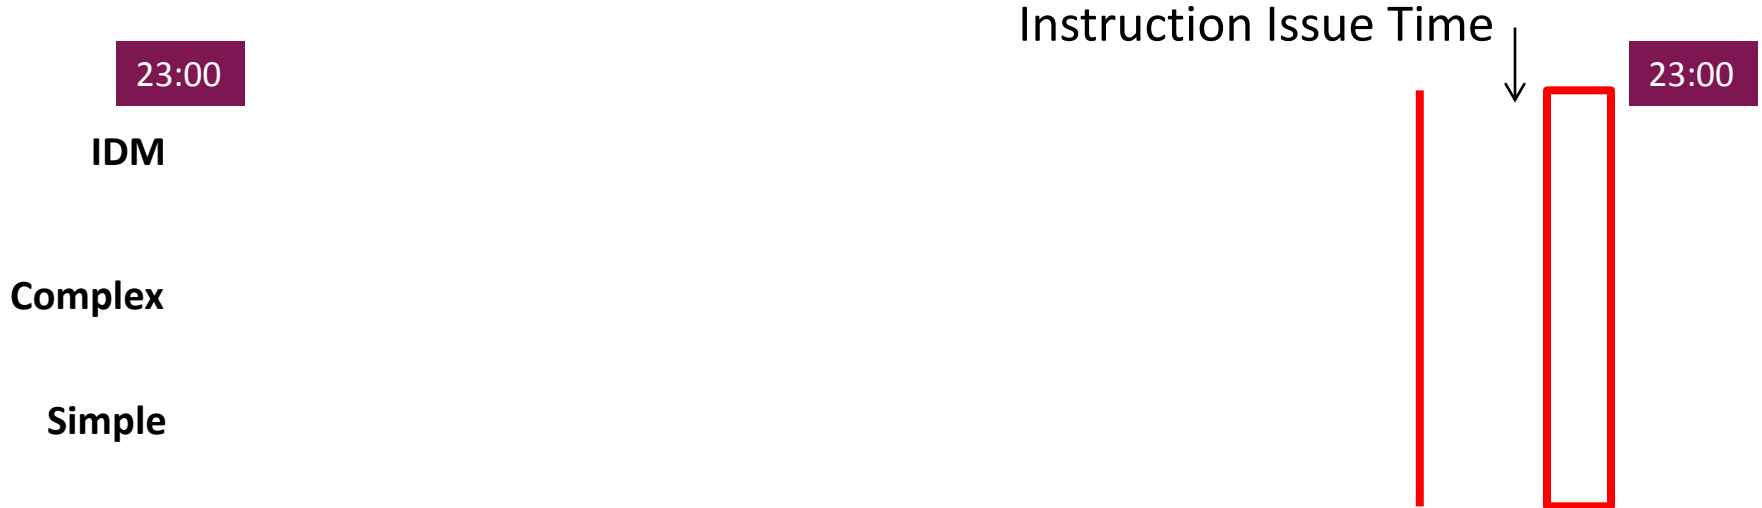 Instruction Issue Time
23:00
23:00
IDM
Complex
Simple